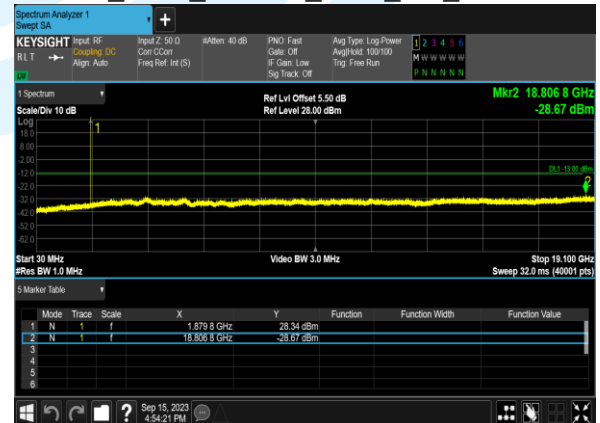 Spectrum Analyzer 1
Swept SA
KEYSIGHT Input: RF Input Z: 50 Ω #Atten: 40 dB PNO: Fast Avg Type: Log-Power 1 2 3 4 5 6
RLT Coupling: DC Corr CCorr Gate: Off Avg|Hold: 100/100 M W W W W W
Align: Auto Freq Ref: Int (S) IF Gain: Low Trig: Free Run P N N N N N
LV Sig Track: Off
1 Spectrum Ref Lvl Offset 5.50 dB Mkr2 18.806 8 GHz
Scale/Div 10 dB Ref Level 28.00 dBm -28.67 dBm
Log
18.0 1
8.00
-2.00
-12.0 DL1 -13.00 dBm
-22.0 2
-32.0
-42.0
-52.0
-62.0
Start 30 MHz Video BW 3.0 MHz Stop 19.100 GHz
#Res BW 1.0 MHz Sweep 32.0 ms (40001 pts)
5 Marker Table
Mode Trace Scale X Y Function Function Width Function Value
1 N 1 f 1.879 8 GHz 28.34 dBm
2 N 1 f 18.806 8 GHz -28.67 dBm
3
4
5
6
? Sep 15, 2023
4:54:21 PM